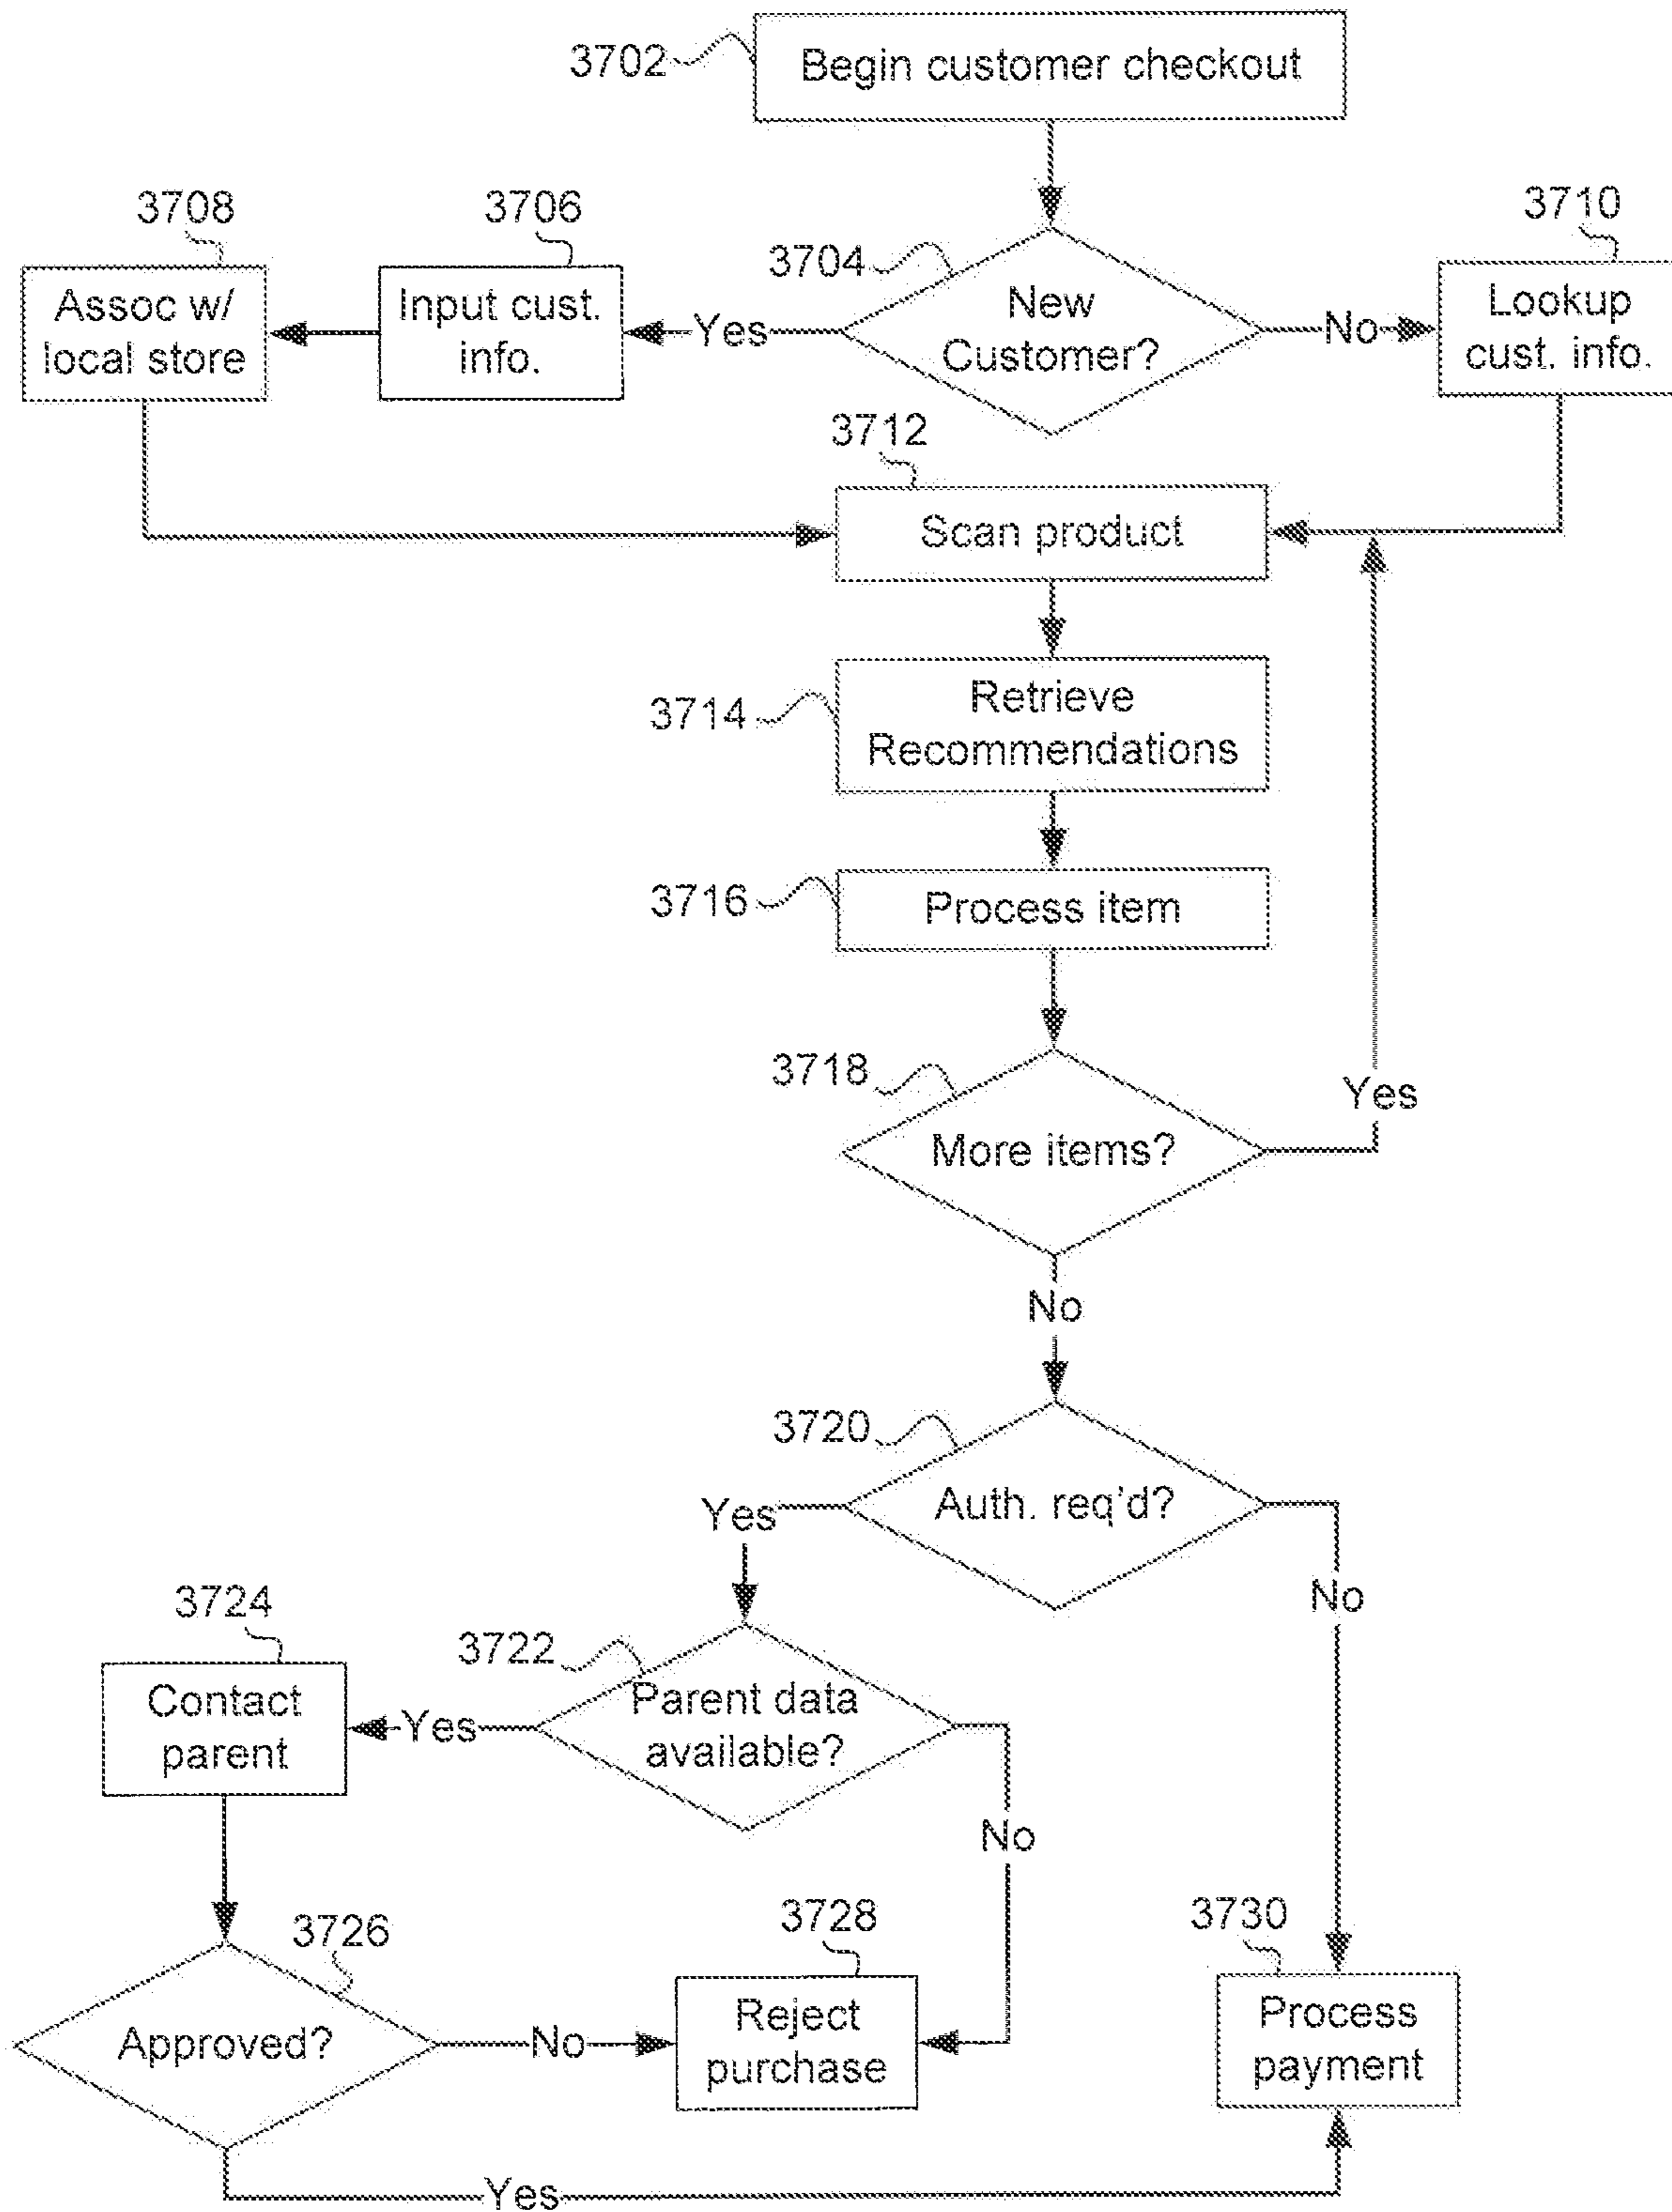 3702
Begin customer checkout
3708
3706
3710
3704
Assoc w/
local store
Input cust.
info.
Yes
New
Customer?
No
Lookup
cust. info.
3712
Scan product
3714
Retrieve
Recommendations
3716
Process item
3718
More items?
Yes
No
3720
Auth. req'd?
Yes
No
3724
3722
Contact
parent
Yes
Parent data
available?
No
3726
3728
3730
Approved?
No
Reject
purchase
Process
payment
Yes